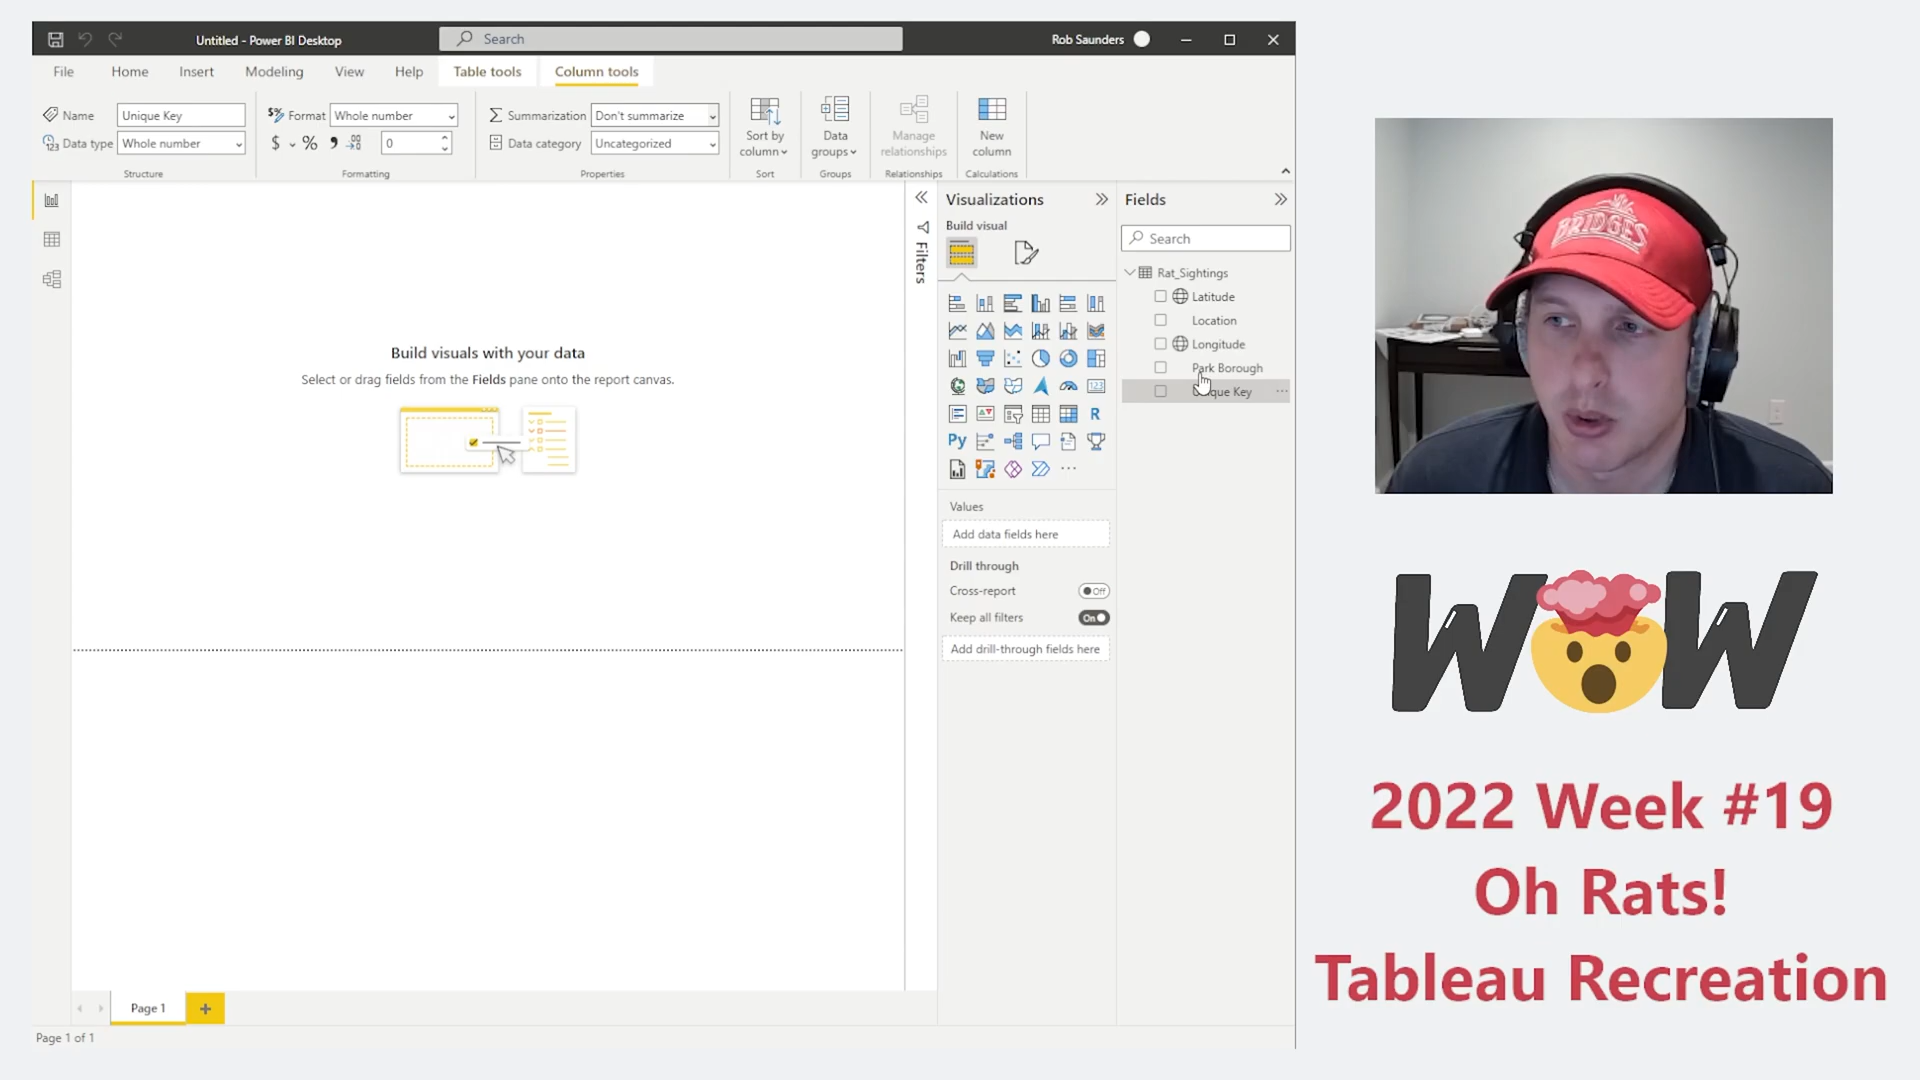 Untitled - Power BI Desktop
Search
Rob Saunders
File
Home
Insert
Modeling
View
Help
Table tools
Column tools
Name
Unique Key
Data type
Whole number
Structure
Format
Whole number
$
%
0
Formatting
Summarization
Don't summarize
Data category
Uncategorized
Properties
Sort by
column
Sort
Data
groups
Groups
Manage
relationships
Relationships
New
column
Calculations
Build visuals with your data
Select or drag fields from the Fields pane onto the report canvas.
Filters
Visualizations
Build visual
123
R
Py
Values
Add data fields here
Drill through
Cross-report
Off
Keep all filters
On
Add drill-through fields here
Fields
Search
Rat_Sightings
Latitude
Location
Longitude
Park Borough
Key
Page 1
Page 1 of 1
BRIDGES
WOW
2022 Week #19
Oh Rats!
Tableau Recreation